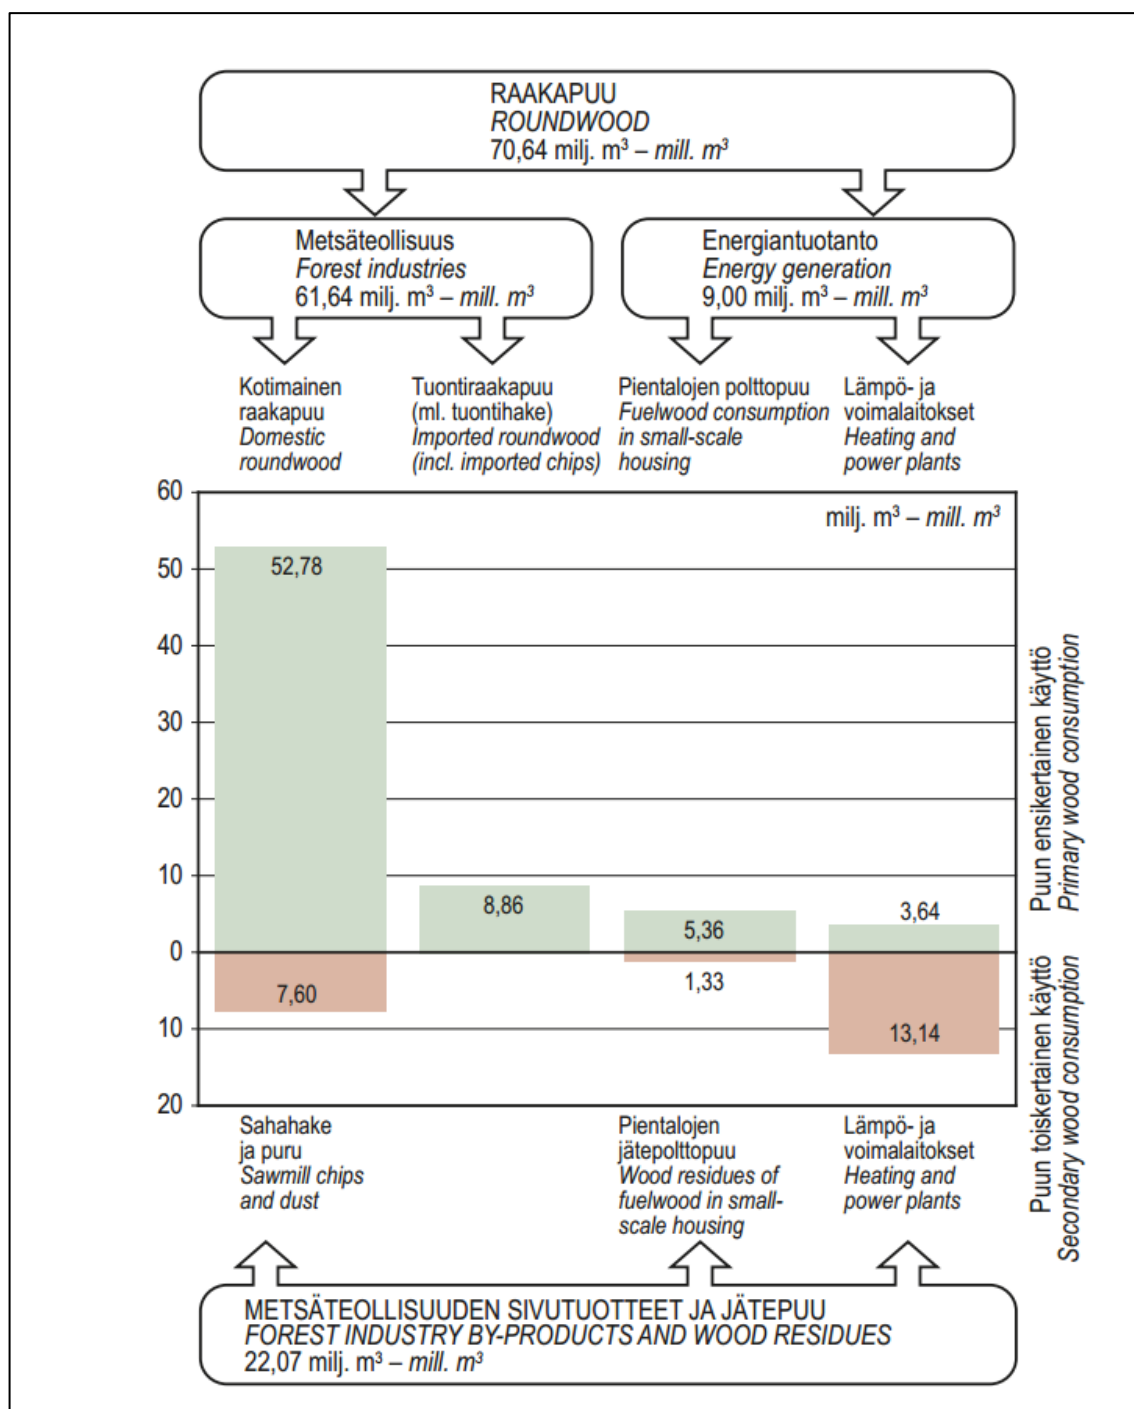 RAAKAPUU
ROUNDWOOD
70,64 milj. m³ – mill. m³
Metsäteollisuus
Forest industries
61,64 milj. m³ – mill. m³
Energiantuotanto
Energy generation
9,00 milj. m³ – mill. m³
Kotimainen
raakapuu
Domestic
roundwood
Tuontiraakapuu
(ml. tuontihake)
Imported roundwood
(incl. imported chips)
Pientalojen polttopuu
Fuelwood consumption
in small-scale
housing
Lämpö- ja
voimalaitokset
Heating and
power plants
milj. m³ – mill. m³
60
50
40
30
20
10
0
10
20
52,78
8,86
5,36
3,64
7,60
1,33
13,14
Puun ensikertainen käyttö
Primary wood consumption
Puun toiskertainen käyttö
Secondary wood consumption
Sahahake
ja puru
Sawmill chips
and dust
Pientalojen
jätepolttopuu
Wood residues of
fuelwood in small-
scale housing
Lämpö- ja
voimalaitokset
Heating and
power plants
METSÄTEOLLISUUDEN SIVUTUOTTEET JA JÄTEPUU
FOREST INDUSTRY BY-PRODUCTS AND WOOD RESIDUES
22,07 milj. m³ – mill. m³